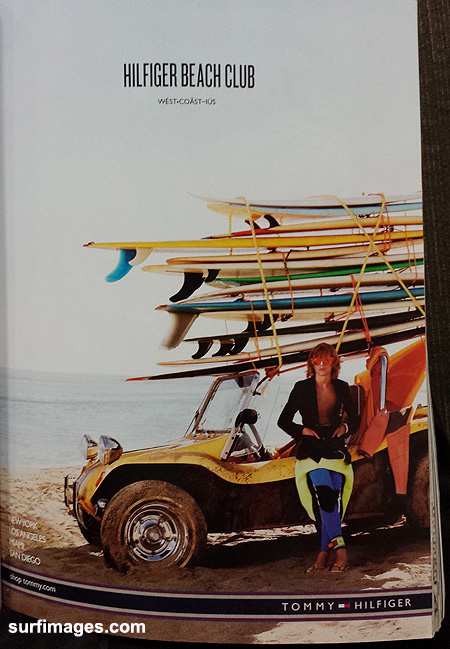 HILFIGER BEACH CLUB
WEST•COAST-IUS
NEW YORK
LOS ANGELES
MIAMI
SAN DIEGO
shop tommy.com
TOMMY HILFIGER
surfimages.com